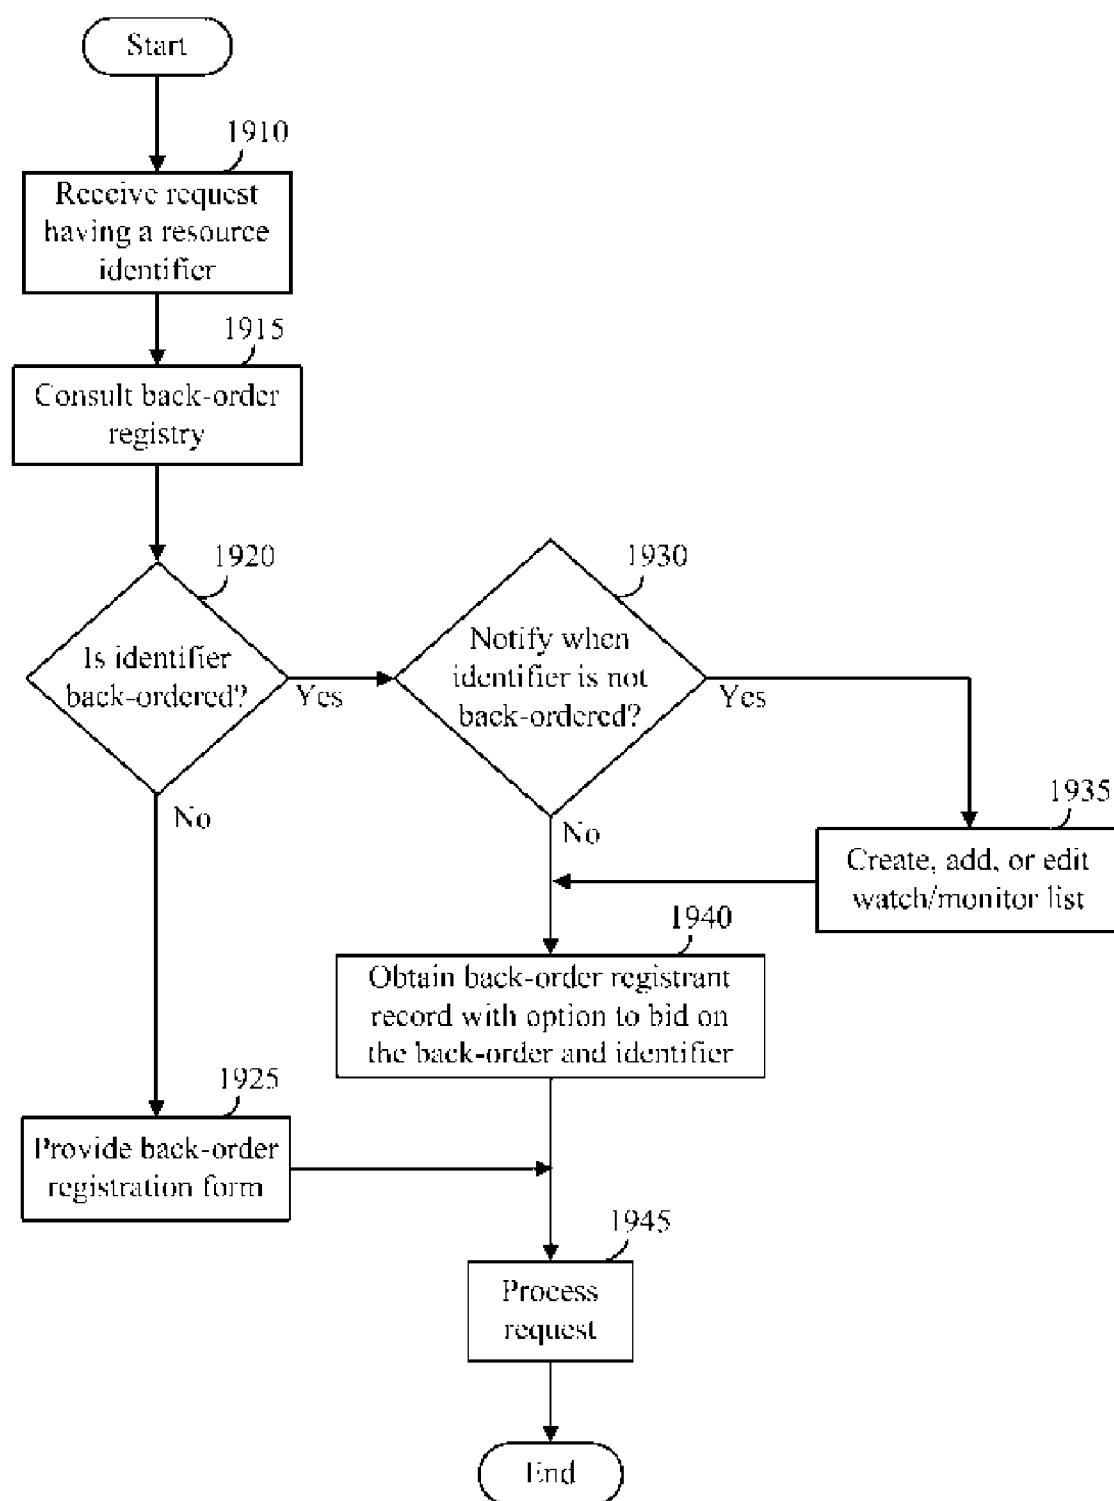 Start
1910
Receive request
having a resource
identifier
1915
Consult back-order
registry
1920
Is identifier
back-ordered?
Yes
No
1930
Notify when
identifier is not
back-ordered?
Yes
No
1935
Create, add, or edit
watch/monitor list
1940
Obtain back-order registrant
record with option to bid on
the back-order and identifier
1925
Provide back-order
registration form
1945
Process
request
End